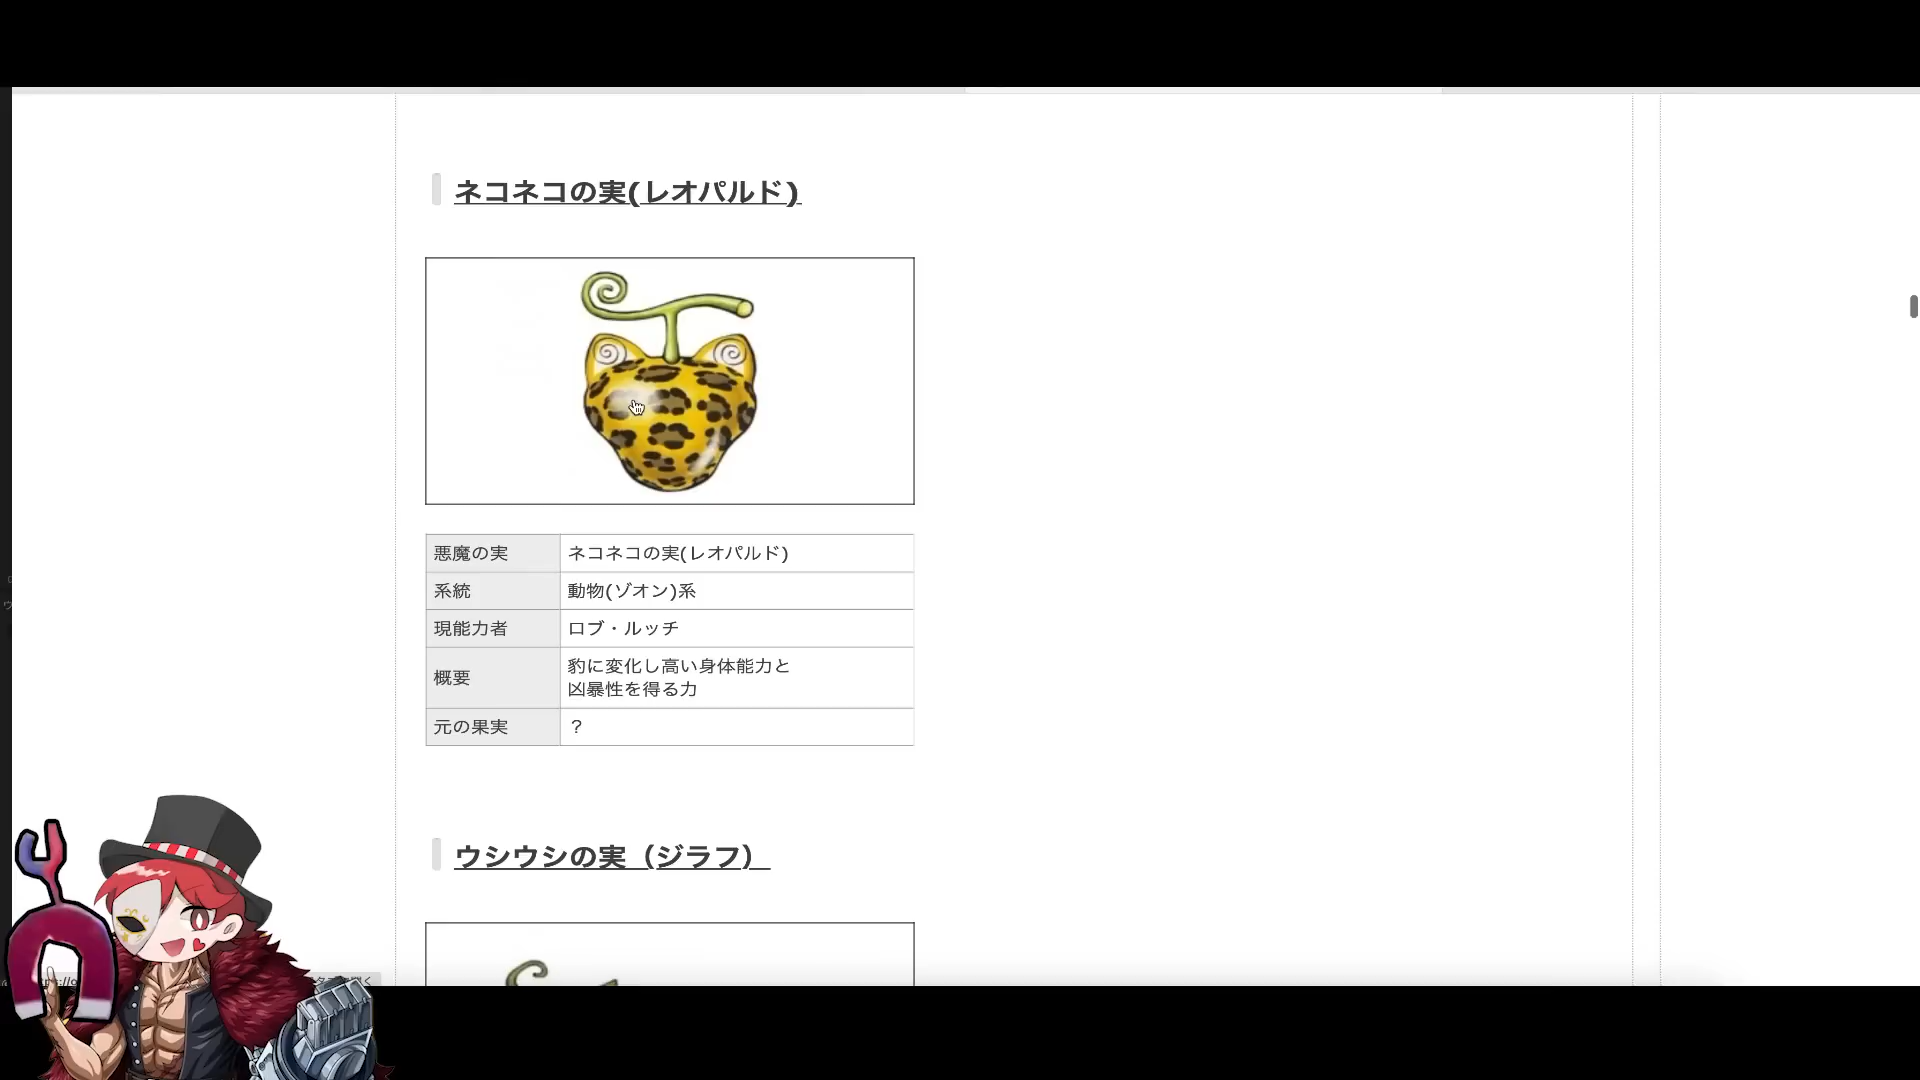 ネコネコの実(レオパルド)
悪魔の実 ネコネコの実(レオパルド)
系統 動物(ゾオン)系
現能力者 ロブ・ルッチ
概要 豹に変化し高い身体能力と
凶暴性を得る力
元の果実 ?
ウシウシの実（ジラフ）